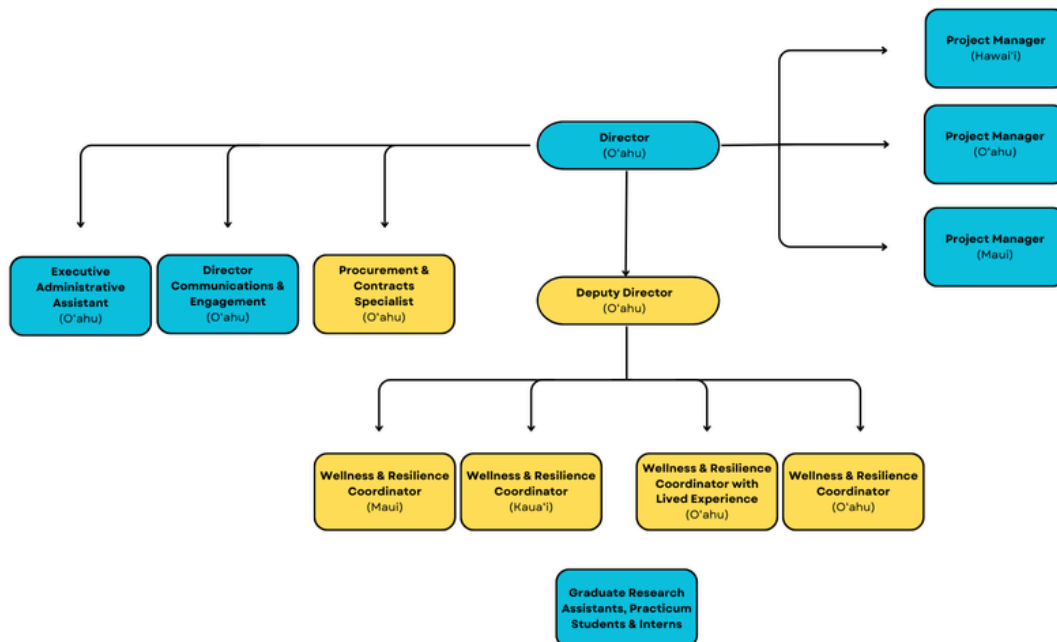 Project Manager
(Hawai'i)
Director
(O'ahu)
Project Manager
(O'ahu)
Project Manager
(Maui)
Executive
Administrative
Assistant
(O'ahu)
Director
Communications &
Engagement
(O'ahu)
Procurement &
Contracts
Specialist
(O'ahu)
Deputy Director
(O'ahu)
Wellness & Resilience
Coordinator
(Maui)
Wellness & Resilience
Coordinator
(Kaua'i)
Wellness & Resilience
Coordinator with
Lived Experience
(O'ahu)
Wellness & Resilience
Coordinator
(O'ahu)
Graduate Research
Assistants, Practicum
Students & Interns